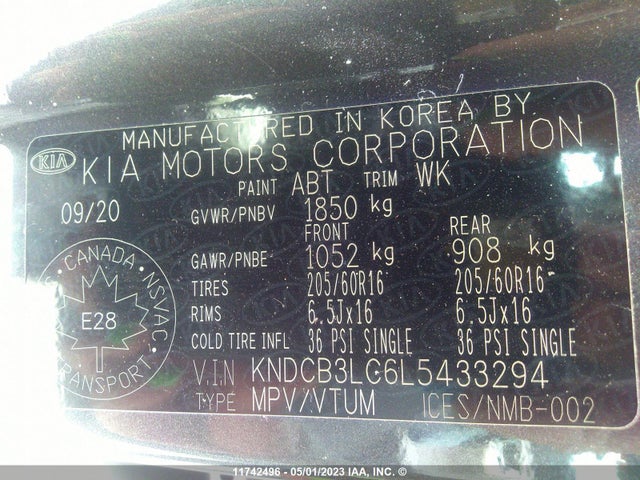 MANUFACTURED IN KOREA BY
KIA KIA MOTORS CORPORATION
PAINT ABT TRIM WK
09/20 GVWR/PNBV 1850 kg
FRONT REAR
GAWR/PNBE 1052 kg 908 kg
TIRES 205/60R16 205/60R16
RIMS 6.5Jx16 6.5Jx16
COLD TIRE INFL 36 PSI SINGLE 36 PSI SINGLE
V.I.N KNDCB3LC6L5433294
TYPE MPV/VTUM ICES/NMB-002
CANADA NSVAC
E28
TRANSPORT
11742496 - 05/01/2023 IAA, INC. ©